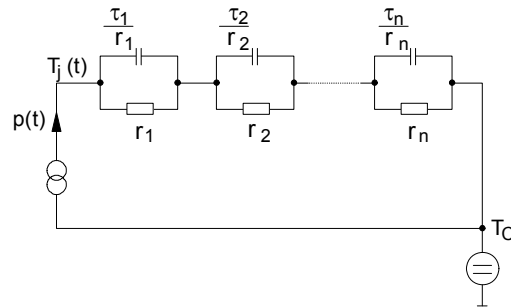 τ1
r1
τ2
r2
τn
rn
Tj(t)
p(t)
r1
r2
rn
TC